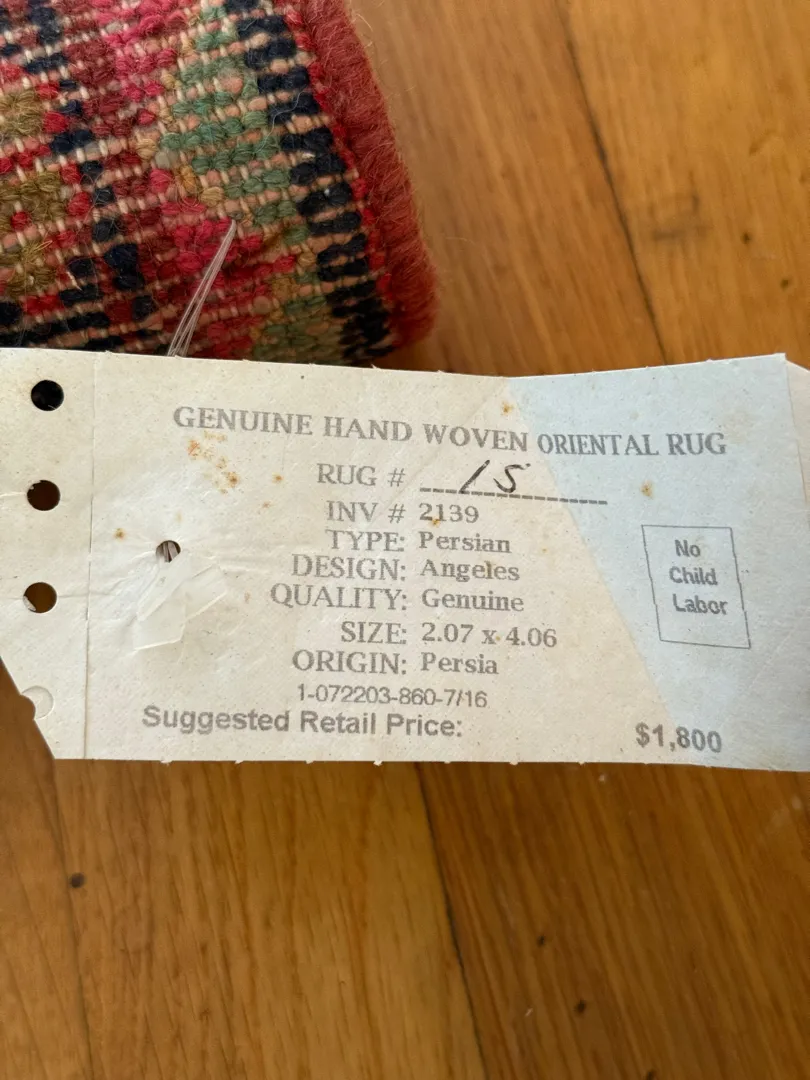 GENUINE HAND WOVEN ORIENTAL RUG
RUG # 15
INV # 2139
TYPE: Persian
DESIGN: Angeles
QUALITY: Genuine
SIZE: 2.07 x 4.06
ORIGIN: Persia
1-072203-860-7/16
Suggested Retail Price: $1,800
No
Child
Labor